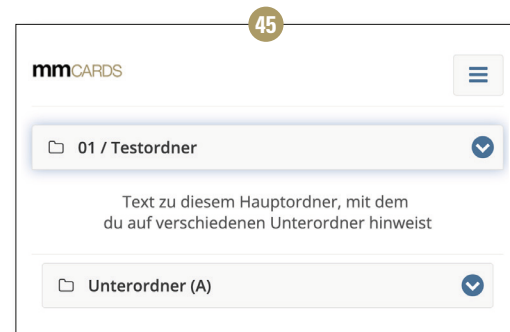 45
mmCARDS
01 / Testordner
Text zu diesem Hauptordner, mit dem
du auf verschiedenen Unterordner hinweist
Unterordner (A)